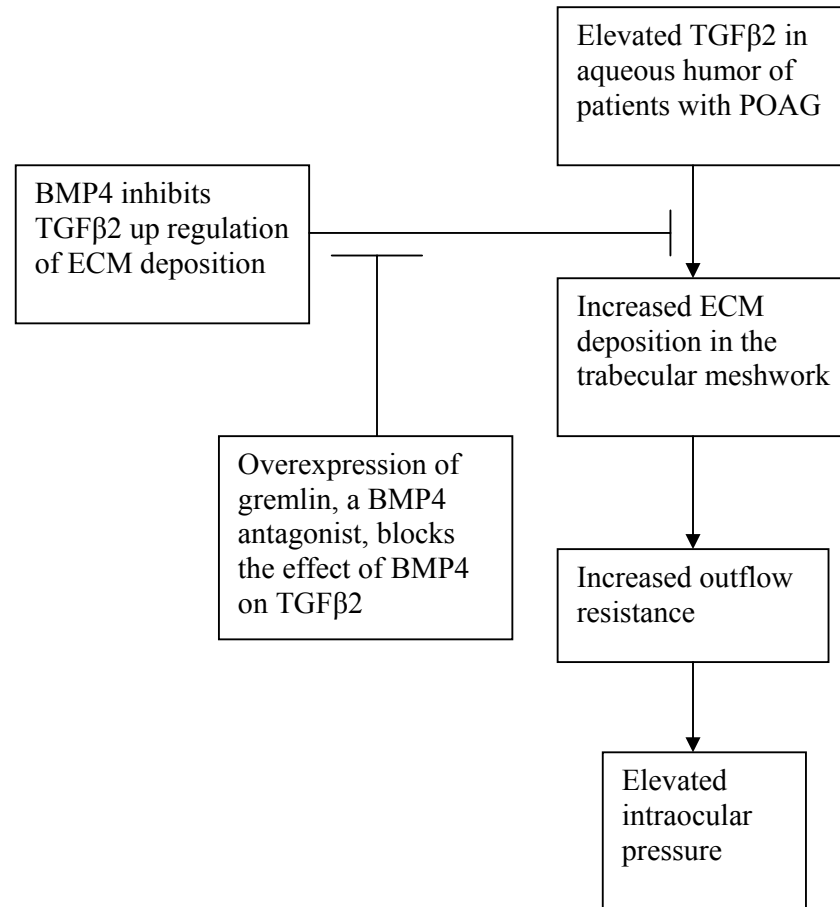 Elevated TGFβ2 in
aqueous humor of
patients with POAG
BMP4 inhibits
TGFβ2 up regulation
of ECM deposition
Increased ECM
deposition in the
trabecular meshwork
Overexpression of
gremlin, a BMP4
antagonist, blocks
the effect of BMP4
on TGFβ2
Increased outflow
resistance
Elevated
intraocular
pressure